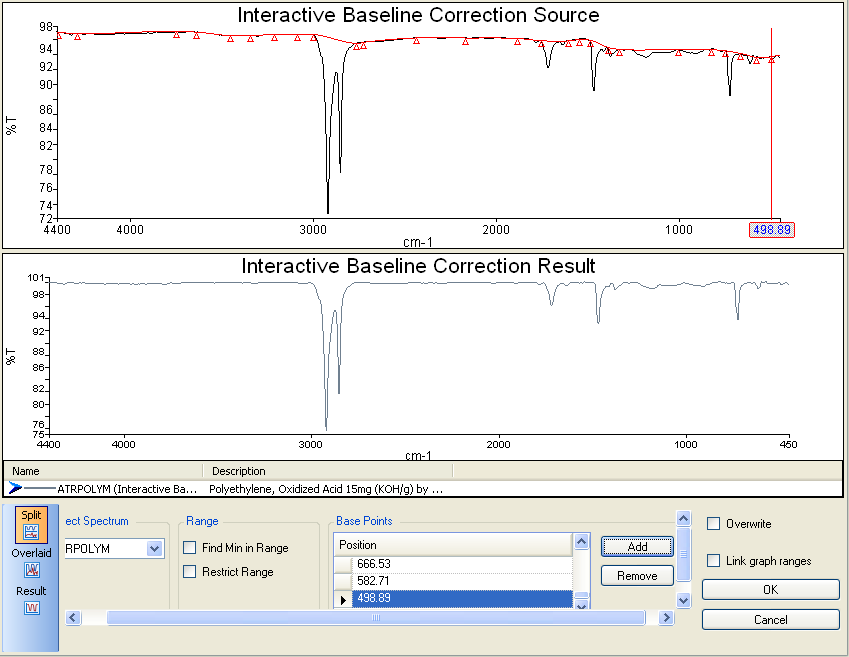 Interactive Baseline Correction Source
98
94
92
90
86
84
82
78
76
74
72
%T
4400 4000 3000 2000 1000 498.89
cm-1
Interactive Baseline Correction Result
101
98
94
92
88
86
82
80
76
75
%T
4400 4000 3000 2000 1000 450
cm-1
Name Description
ATRPOLYM (Interactive Ba... Polyethylene, Oxidized Acid 15mg (KOH/g) by ...
Split
Overlaid
Result
ect Spectrum
RPOLYM
Range
Find Min in Range
Restrict Range
Base Points
Position
666.53
582.71
498.89
Add
Remove
Overwrite
Link graph ranges
OK
Cancel